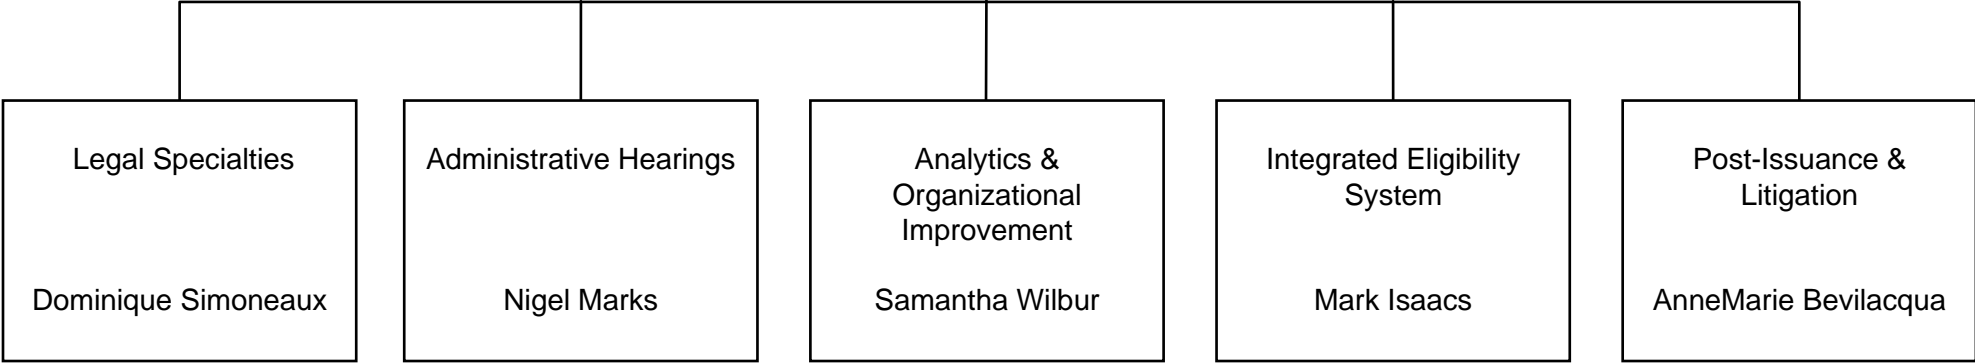 Legal Specialties
Dominique Simoneaux
Administrative Hearings
Nigel Marks
Analytics &
Organizational
Improvement
Samantha Wilbur
Integrated Eligibility
System
Mark Isaacs
Post-Issuance &
Litigation
AnneMarie Bevilacqua